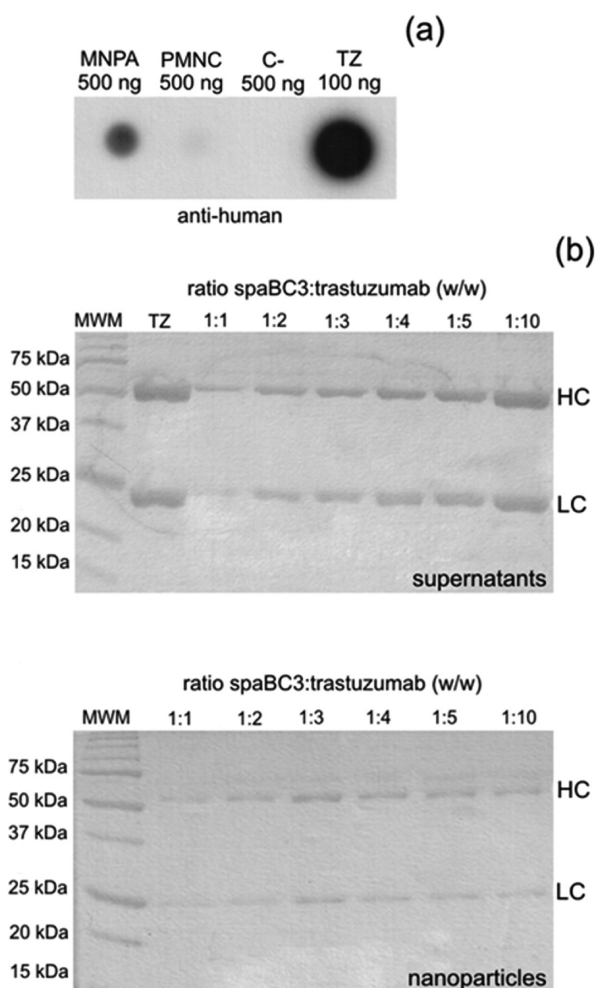 (a)
MNPA PMNC C- TZ
500 ng 500 ng 500 ng 100 ng
anti-human
(b)
ratio spaBC3:trastuzumab (w/w)
MWM TZ 1:1 1:2 1:3 1:4 1:5 1:10
75 kDa
50 kDa HC
37 kDa
25 kDa
LC
20 kDa
15 kDa
supernatants
ratio spaBC3:trastuzumab (w/w)
MWM 1:1 1:2 1:3 1:4 1:5 1:10
75 kDa
50 kDa HC
37 kDa
25 kDa LC
20 kDa
15 kDa
nanoparticles